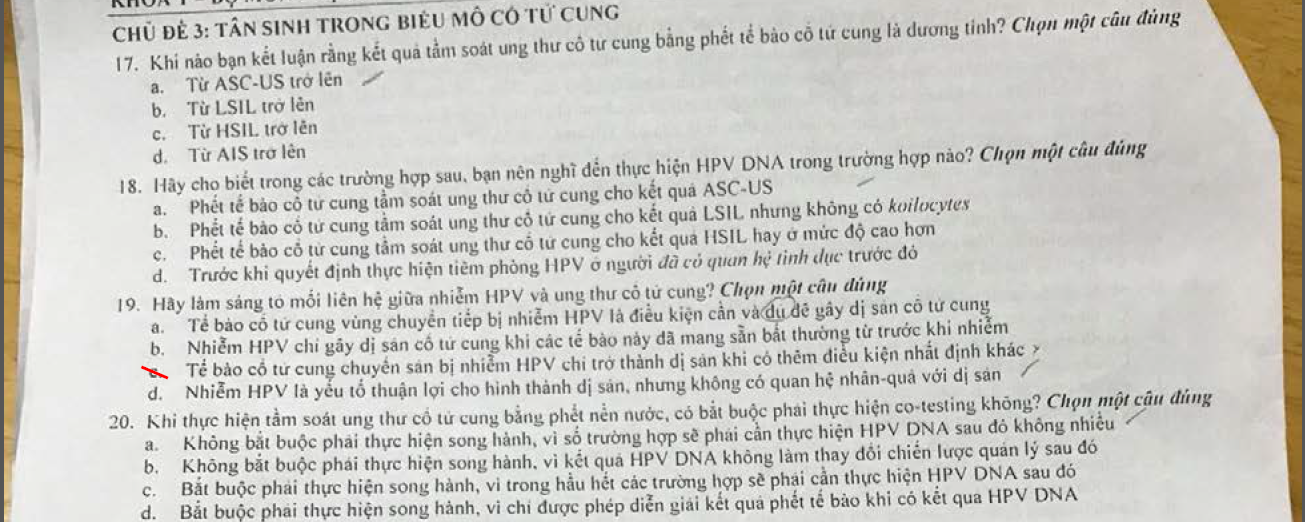 CHỦ ĐỀ 3: TÂN SINH TRONG BIỂU MÔ CỔ TỬ CUNG
17. Khi nào bạn kết luận rằng kết quả tầm soát ung thư cổ tử cung bằng phết tế bào cổ tử cung là dương tính? Chọn một câu đúng
a. Từ ASC-US trở lên
b. Từ LSIL trở lên
c. Từ HSIL trở lên
d. Từ AIS trở lên
18. Hãy cho biết trong các trường hợp sau, bạn nên nghĩ đến thực hiện HPV DNA trong trường hợp nào? Chọn một câu đúng
a. Phết tế bào cổ tử cung tầm soát ung thư cổ tử cung cho kết quả ASC-US
b. Phết tế bào cổ tử cung tầm soát ung thư cổ tử cung cho kết quả LSIL nhưng không có koilocytes
c. Phết tế bào cổ tử cung tầm soát ung thư cổ tử cung cho kết quả HSIL hay ở mức độ cao hơn
d. Trước khi quyết định thực hiện tiêm phòng HPV ở người đã có quan hệ tình dục trước đó
19. Hãy làm sáng tỏ mối liên hệ giữa nhiễm HPV và ung thư cổ tử cung? Chọn một câu đúng
a. Tế bào cổ tử cung vùng chuyển tiếp bị nhiễm HPV là điều kiện cần và đủ để gây dị sản cổ tử cung
b. Nhiễm HPV chỉ gây dị sản cổ tử cung khi các tế bào này đã mang sẵn bất thường từ trước khi nhiễm
c. Tế bào cổ tử cung chuyển sản bị nhiễm HPV chỉ trở thành dị sản khi có thêm điều kiện nhất định khác
d. Nhiễm HPV là yếu tố thuận lợi cho hình thành dị sản, nhưng không có quan hệ nhân-quả với dị sản
20. Khi thực hiện tầm soát ung thư cổ tử cung bằng phết nền nước, có bắt buộc phải thực hiện co-testing không? Chọn một câu đúng
a. Không bắt buộc phải thực hiện song hành, vì số trường hợp sẽ phải cần thực hiện HPV DNA sau đó không nhiều
b. Không bắt buộc phải thực hiện song hành, vì kết quả HPV DNA không làm thay đổi chiến lược quản lý sau đó
c. Bắt buộc phải thực hiện song hành, vì trong hầu hết các trường hợp sẽ phải cần thực hiện HPV DNA sau đó
d. Bắt buộc phải thực hiện song hành, vì chỉ được phép diễn giải kết quả phết tế bào khi có kết quả HPV DNA